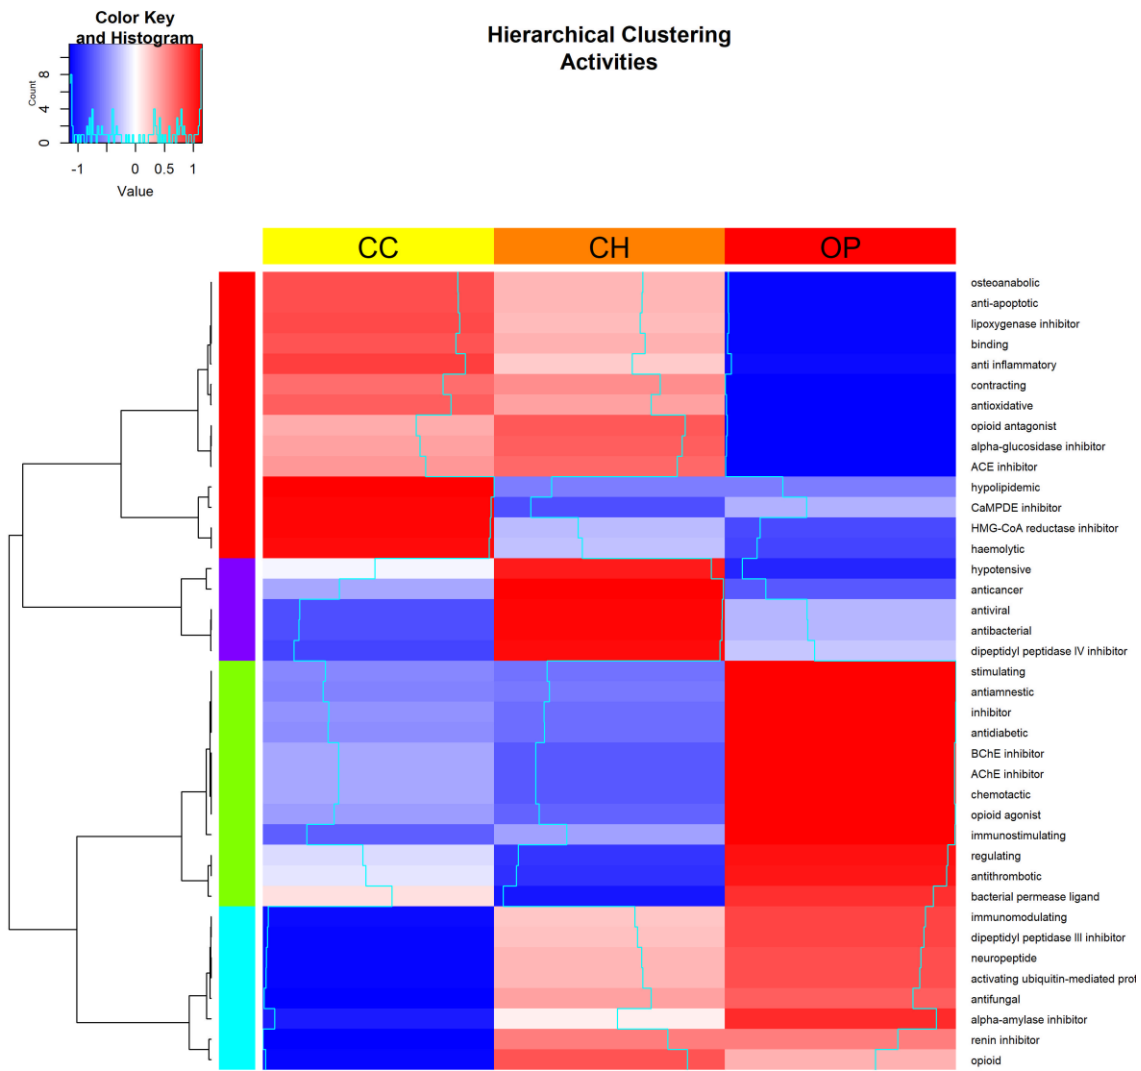 Color Key
and Histogram
Count
0 4 8
-1 0 0.5 1
Value
Hierarchical Clustering
Activities
CC CH OP
osteoanabolic
anti-apoptotic
lipoxygenase inhibitor
binding
anti inflammatory
contracting
antioxidative
opioid antagonist
alpha-glucosidase inhibitor
ACE inhibitor
hypolipidemic
CaMPDE inhibitor
HMG-CoA reductase inhibitor
haemolytic
hypotensive
anticancer
antiviral
antibacterial
dipeptidyl peptidase IV inhibitor
stimulating
antiamnestic
inhibitor
antidiabetic
BChE inhibitor
AChE inhibitor
chemotactic
opioid agonist
immunostimulating
regulating
antithrombotic
bacterial permease ligand
immunomodulating
dipeptidyl peptidase III inhibitor
neuropeptide
activating ubiquitin-mediated prot
antifungal
alpha-amylase inhibitor
renin inhibitor
opioid